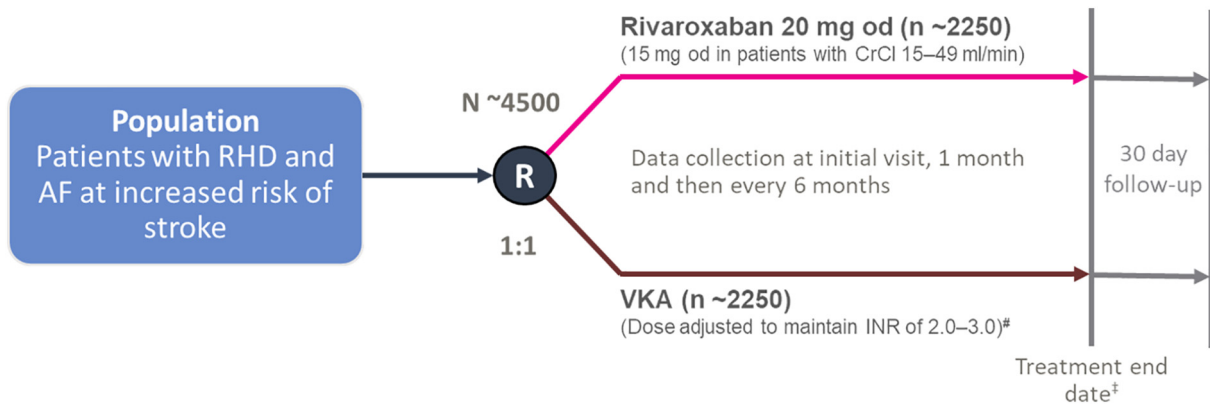 Population
Patients with RHD and
AF at increased risk of
stroke
N ~4500
R
1:1
Rivaroxaban 20 mg od (n ~2250)
(15 mg od in patients with CrCl 15–49 ml/min)
Data collection at initial visit, 1 month
and then every 6 months
VKA (n ~2250)
(Dose adjusted to maintain INR of 2.0–3.0)#
30 day
follow-up
Treatment end
date‡